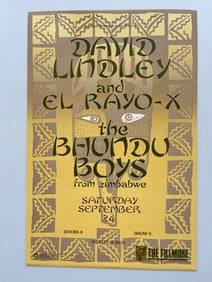 DAVID
LINDLEY
and
EL RAYO-X
the
BHUNDU
BOYS
from zimbabwe
SATURDAY
SEPTEMBER
24
DOORS 8
SHOW 9
THE FILLMORE